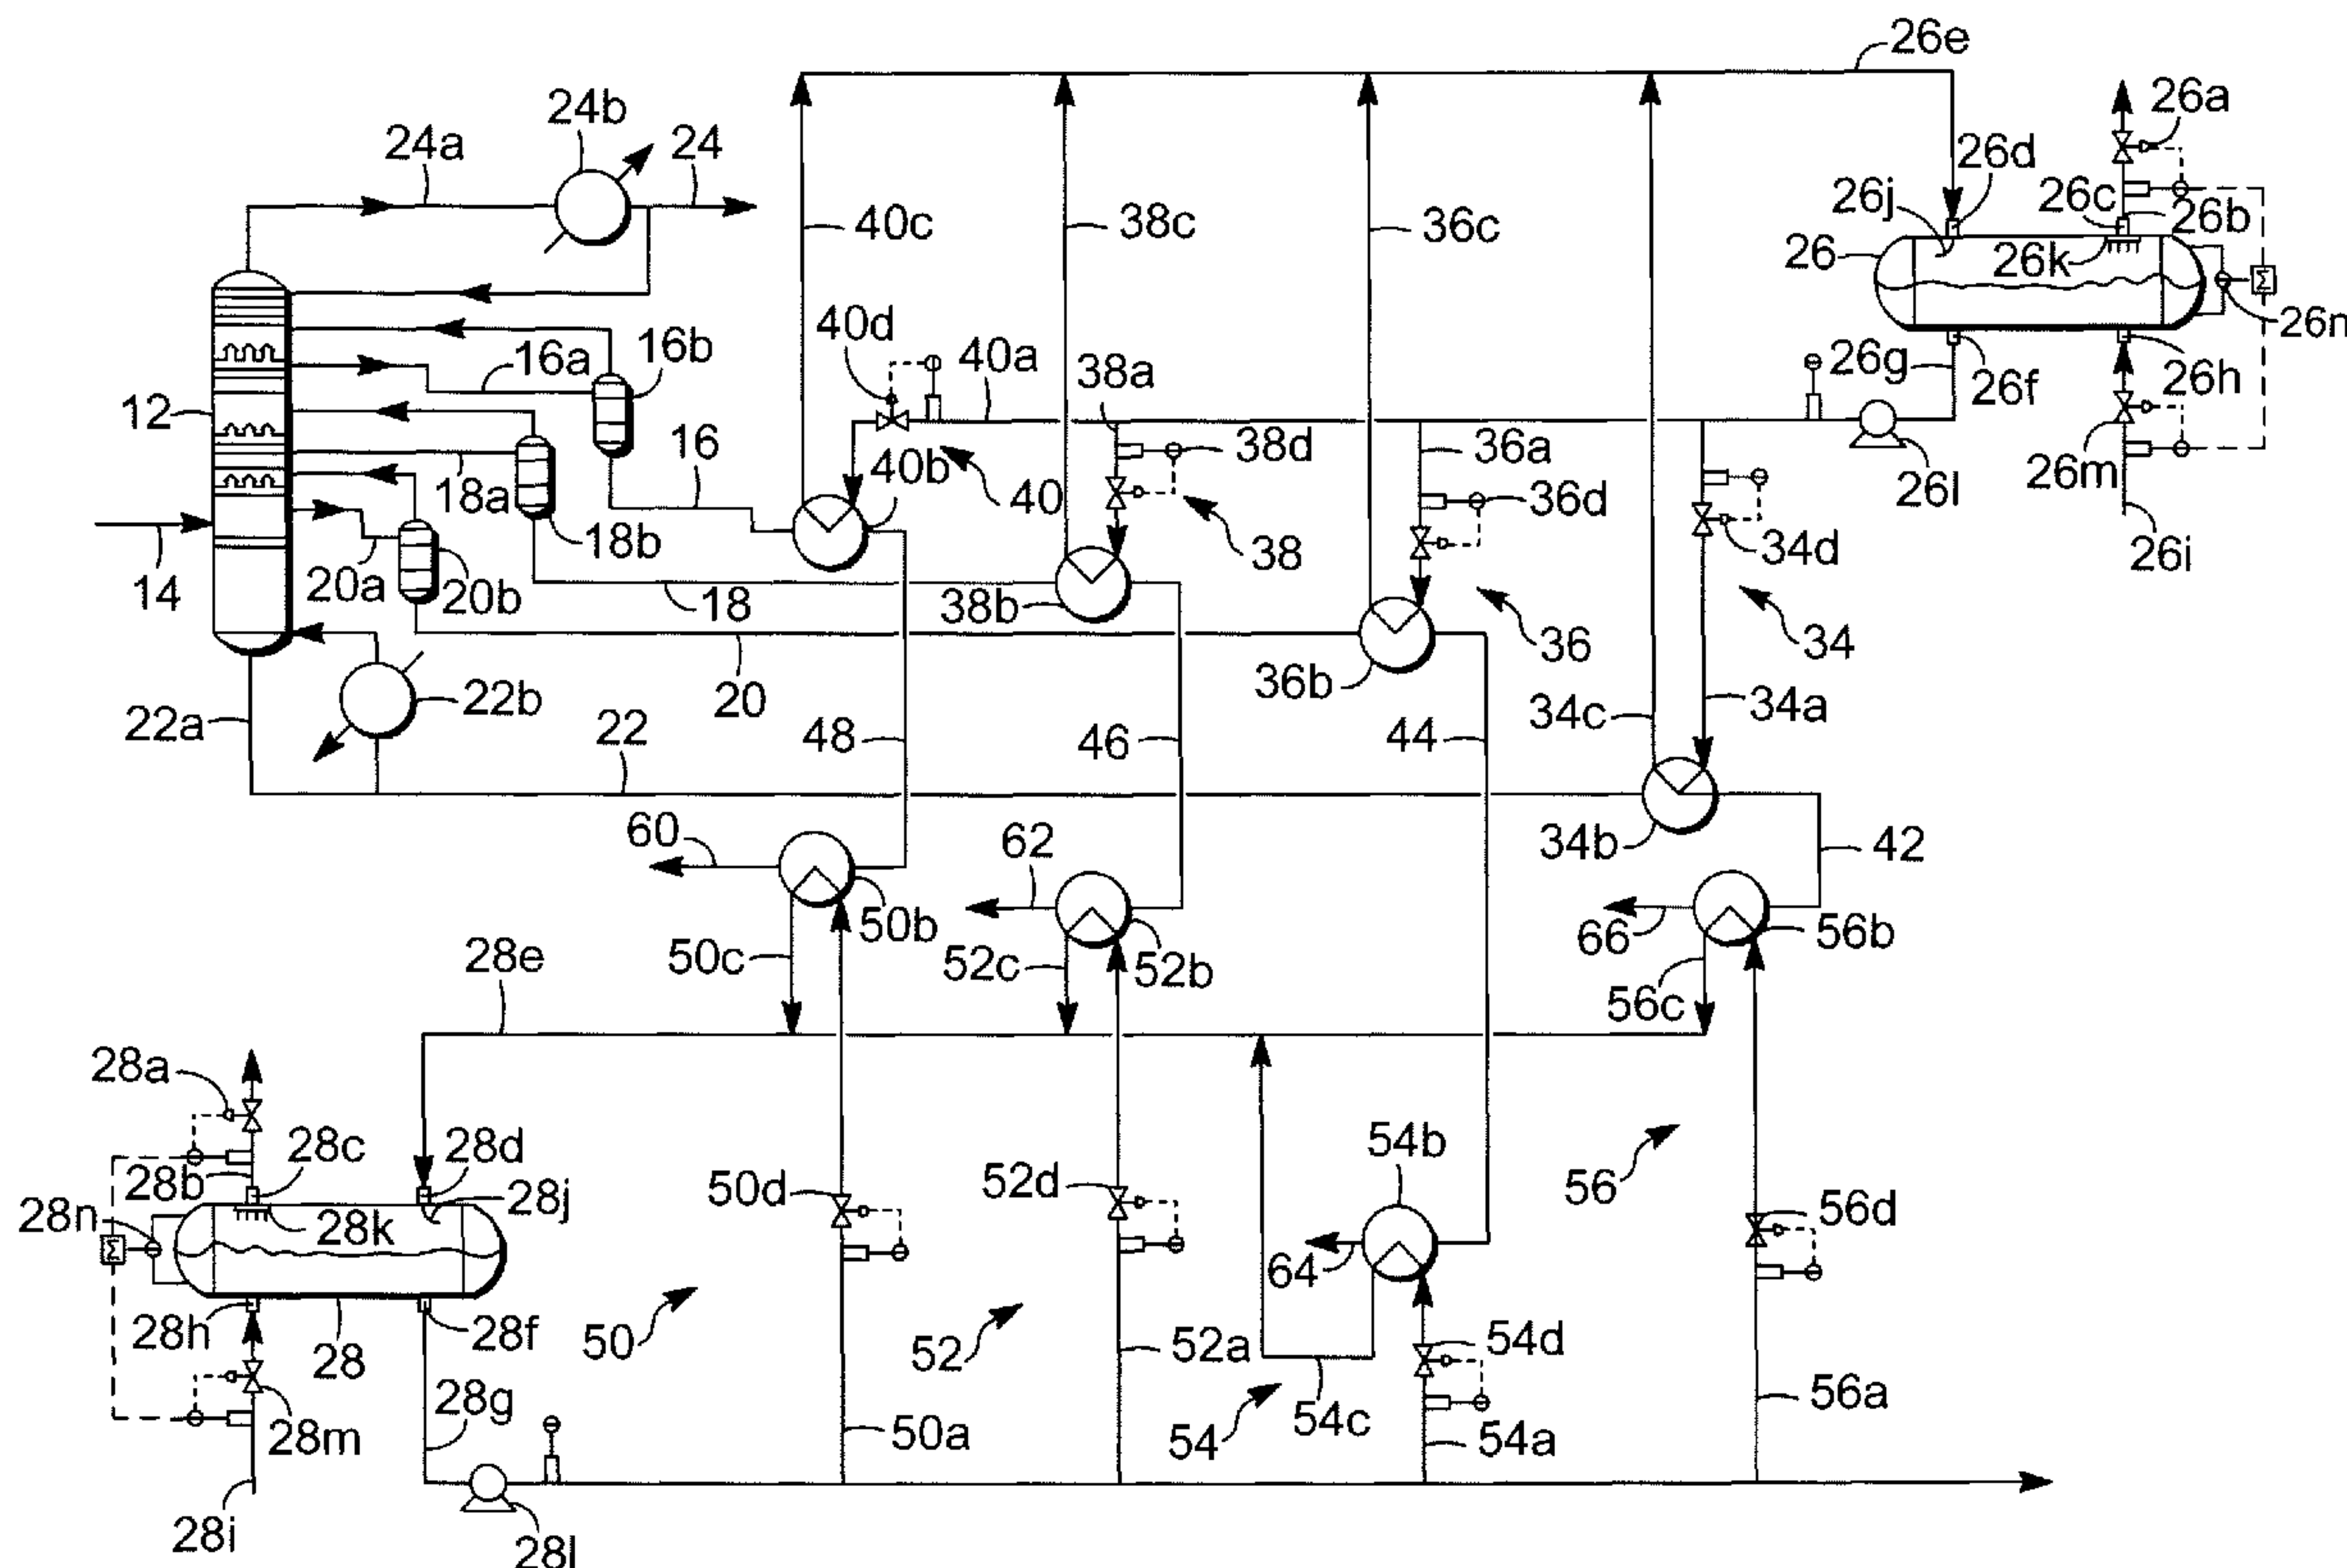 26e
24b
26a
24a
24
26d
26j
26c
26b
40c
38c
36c
26
26k
40d
16b
26n
16a
40a
38a
26g
26f
26h
12
16
38d
36a
40b
26l
26m
18a
40
36d
18b
38
34d
26i
14
20a
20b
18
38b
36
34
20
36b
22b
22a
22
48
46
44
34c
34a
60
62
34b
42
50b
66
56b
28e
50c
52c
52b
56c
28a
28c
28d
54b
28b
50d
52d
56
28n
28j
56d
28k
64
28h
28f
50
52
54d
28
52a
28g
56a
54
54c
28m
50a
54a
28i
28l
Σ
Σ